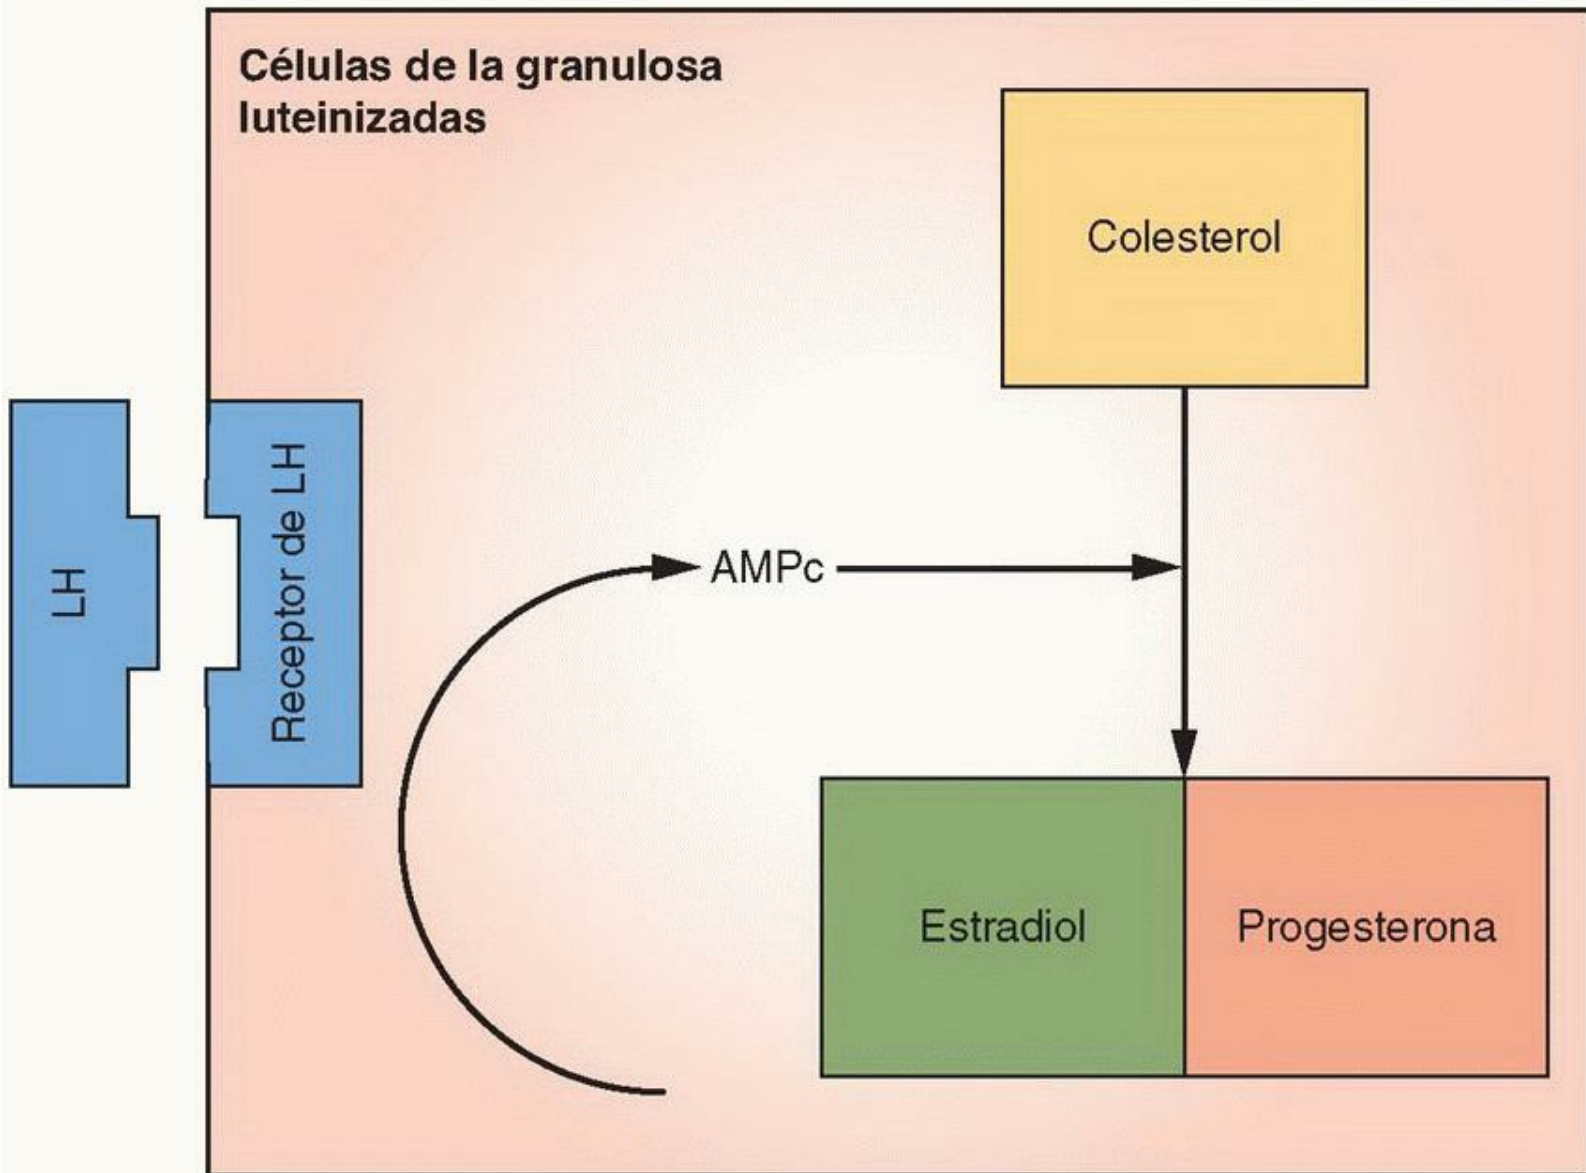 Células de la granulosa
luteinizadas
Colesterol
LH
Receptor de LH
AMPc
Estradiol
Progesterona